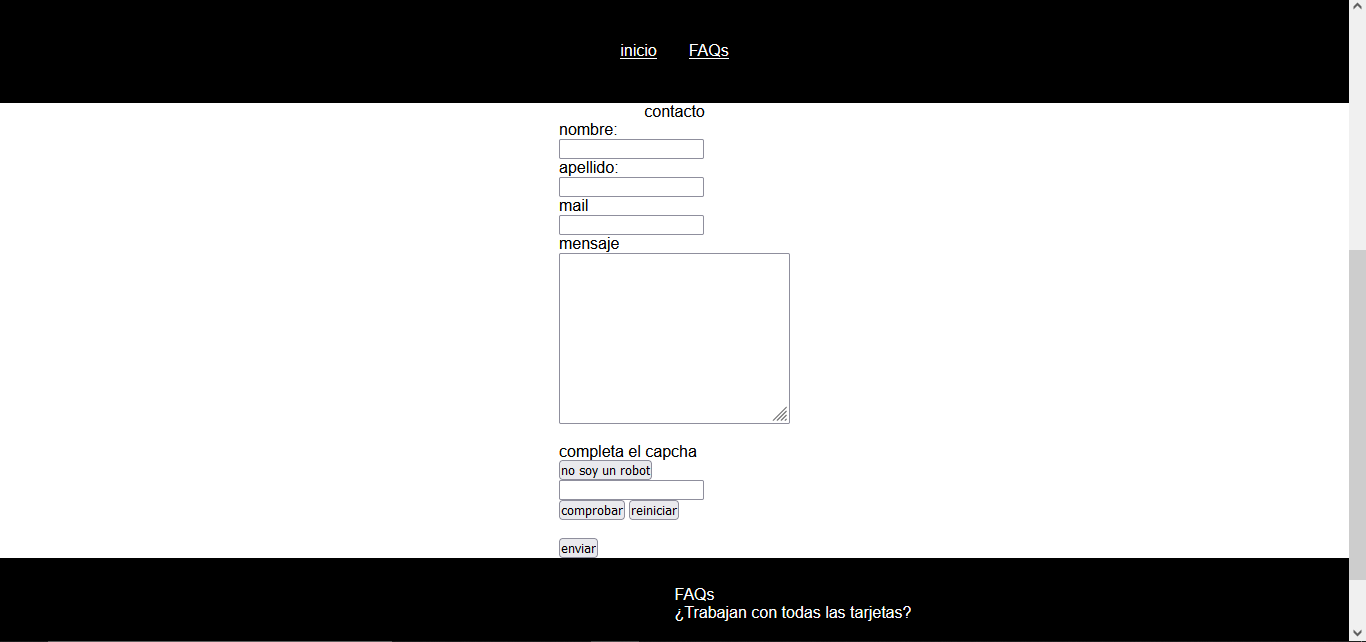 inicio FAQs
contacto
nombre:
apellido:
mail
mensaje
completa el capcha
no soy un robot
comprobar reiniciar
enviar
FAQs
¿Trabajan con todas las tarjetas?